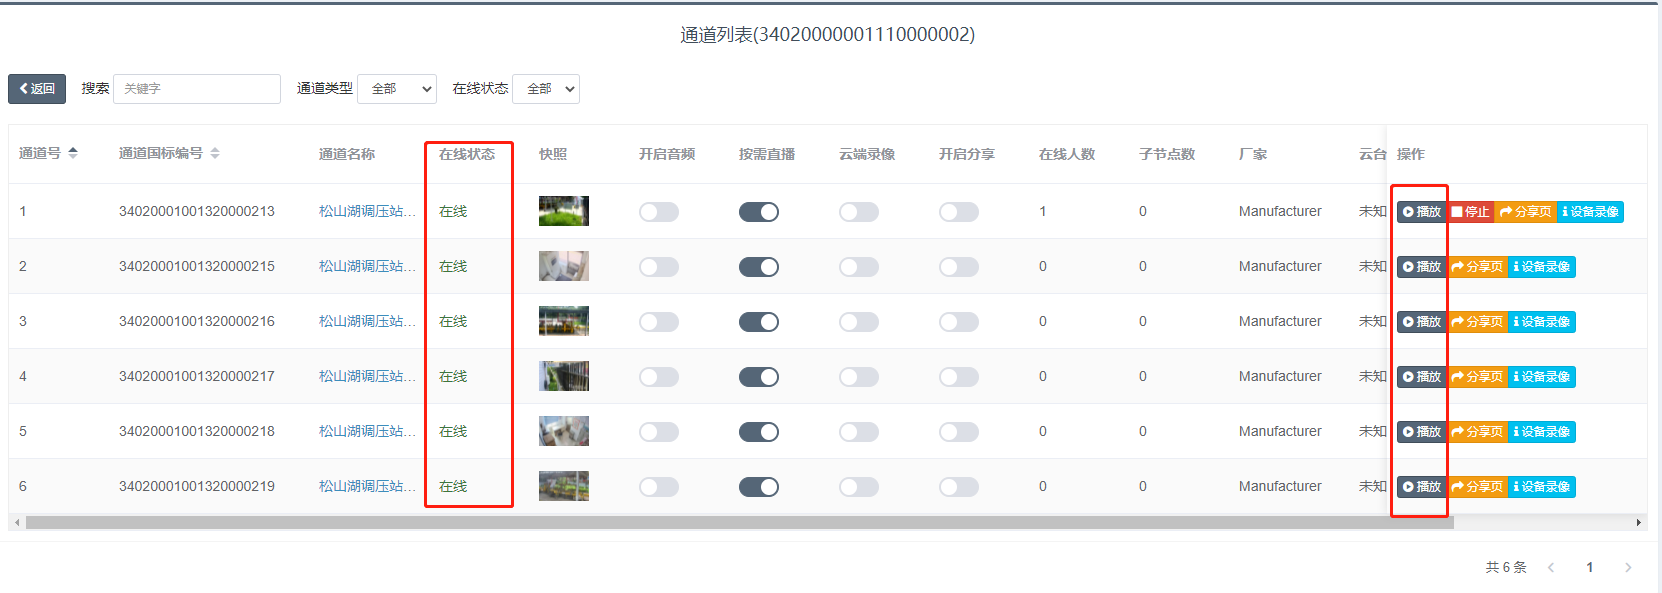 通道列表(34020000001110000002)
返回 搜索 关键字 通道类型 全部 在线状态 全部
通道号 通道国标编号 通道名称 在线状态 快照 开启音频 按需直播 云端录像 开启分享 在线人数 子节点数 厂家 云台 操作
1 34020001001320000213 松山湖调压站... 在线 1 0 Manufacturer 未知 播放 停止 分享页 设备录像
2 34020001001320000215 松山湖调压站... 在线 0 0 Manufacturer 未知 播放 分享页 设备录像
3 34020001001320000216 松山湖调压站... 在线 0 0 Manufacturer 未知 播放 分享页 设备录像
4 34020001001320000217 松山湖调压站... 在线 0 0 Manufacturer 未知 播放 分享页 设备录像
5 34020001001320000218 松山湖调压站... 在线 0 0 Manufacturer 未知 播放 分享页 设备录像
6 34020001001320000219 松山湖调压站... 在线 0 0 Manufacturer 未知 播放 分享页 设备录像
共 6 条 1